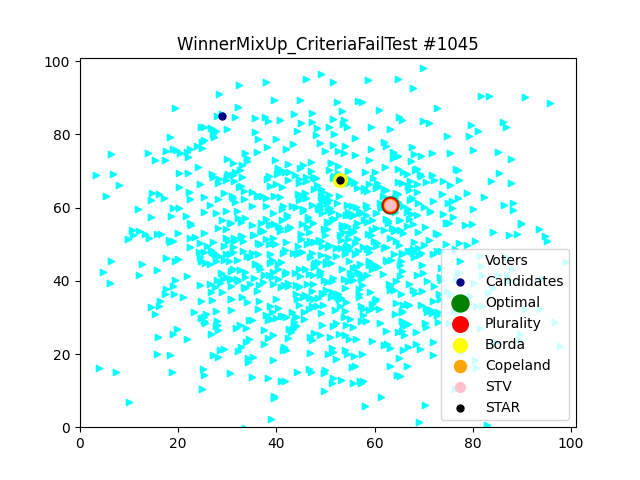 WinnerMixUp_CriteriaFailTest #1045
100
80
60
40
20
0
0 20 40 60 80 100
Voters
Candidates
Optimal
Plurality
Borda
Copeland
STV
STAR